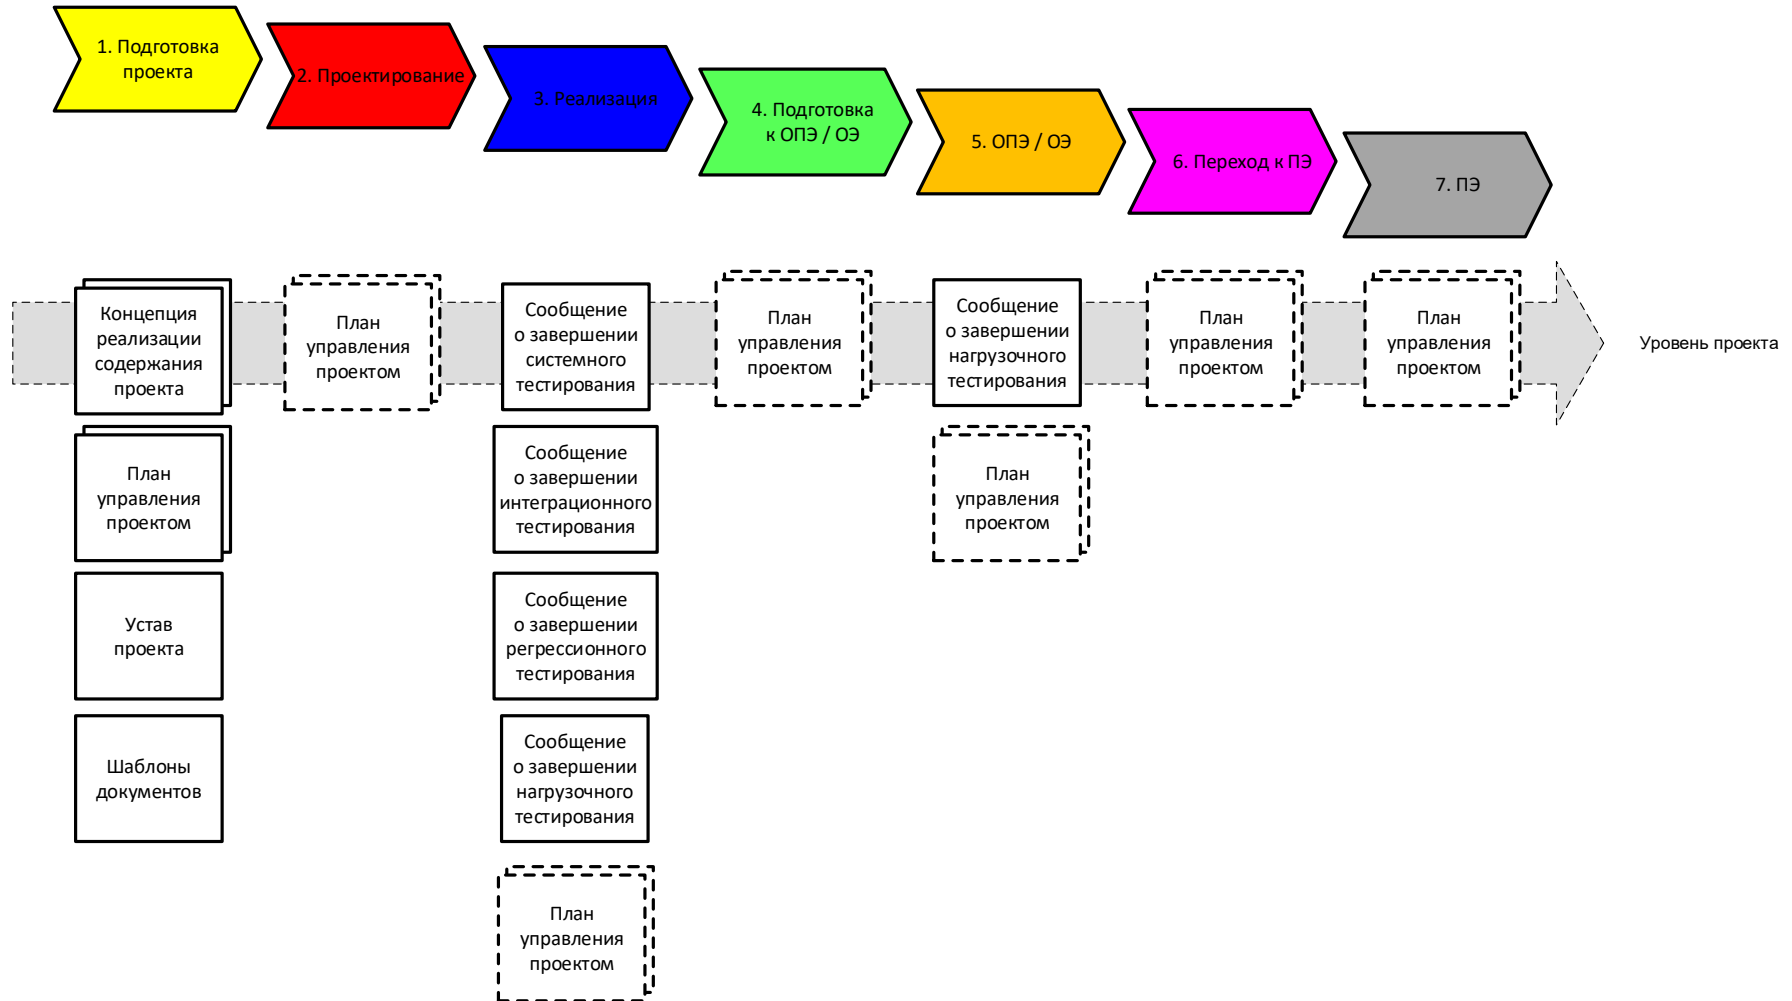 1. Подготовка
проекта
2. Проектирование
3. Реализация
4. Подготовка
к ОПЭ / ОЭ
5. ОПЭ / ОЭ
6. Переход к ПЭ
7. ПЭ
Концепция
реализации
содержания
проекта
План
управления
проектом
Сообщение
о завершении
системного
тестирования
План
управления
проектом
Сообщение
о завершении
нагрузочного
тестирования
План
управления
проектом
План
управления
проектом
Уровень проекта
План
управления
проектом
Сообщение
о завершении
интеграционного
тестирования
План
управления
проектом
Устав
проекта
Сообщение
о завершении
регрессионного
тестирования
Шаблоны
документов
Сообщение
о завершении
нагрузочного
тестирования
План
управления
проектом